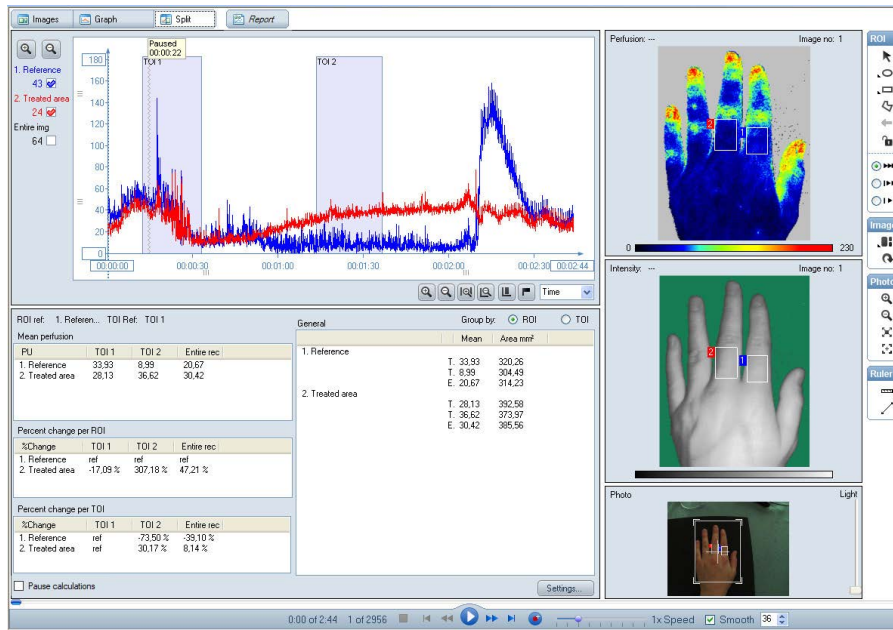 Images Graph Split Report
Paused
00:00:22
1. Reference
43
2. Treated area
24
Entire img
64
TOI 1 TOI 2
180
160
140
120
100
80
60
40
20
0
00:00:00 00:00:30 00:01:00 00:01:30 00:02:00 00:02:30 00:02:44
Time
Perfusion: --- Image no: 1
2 1
0 230
Intensity: --- Image no: 1
2 1
Photo Light
ROI
Image
Photo
Ruler
ROI ref: 1. Referen... TOI Ref: TOI 1
Mean perfusion
PU TOI 1 TOI 2 Entire rec
1. Reference 33,93 8,99 20,67
2. Treated area 28,13 36,62 30,42
Percent change per ROI
%Change TOI 1 TOI 2 Entire rec
1. Reference ref ref ref
2. Treated area -17,09 % 307,18 % 47,21 %
Percent change per TOI
%Change TOI 1 TOI 2 Entire rec
1. Reference ref -73,50 % -39,10 %
2. Treated area ref 30,17 % 8,14 %
Pause calculations
General Group by: ROI TOI
Mean Area mm²
1. Reference
T. 33,93 320,26
T. 8,99 304,49
E. 20,67 314,23
2. Treated area
T. 28,13 392,58
T. 36,62 373,97
E. 30,42 385,56
Settings...
0:00 of 2:44 1 of 2956 1x Speed Smooth 36